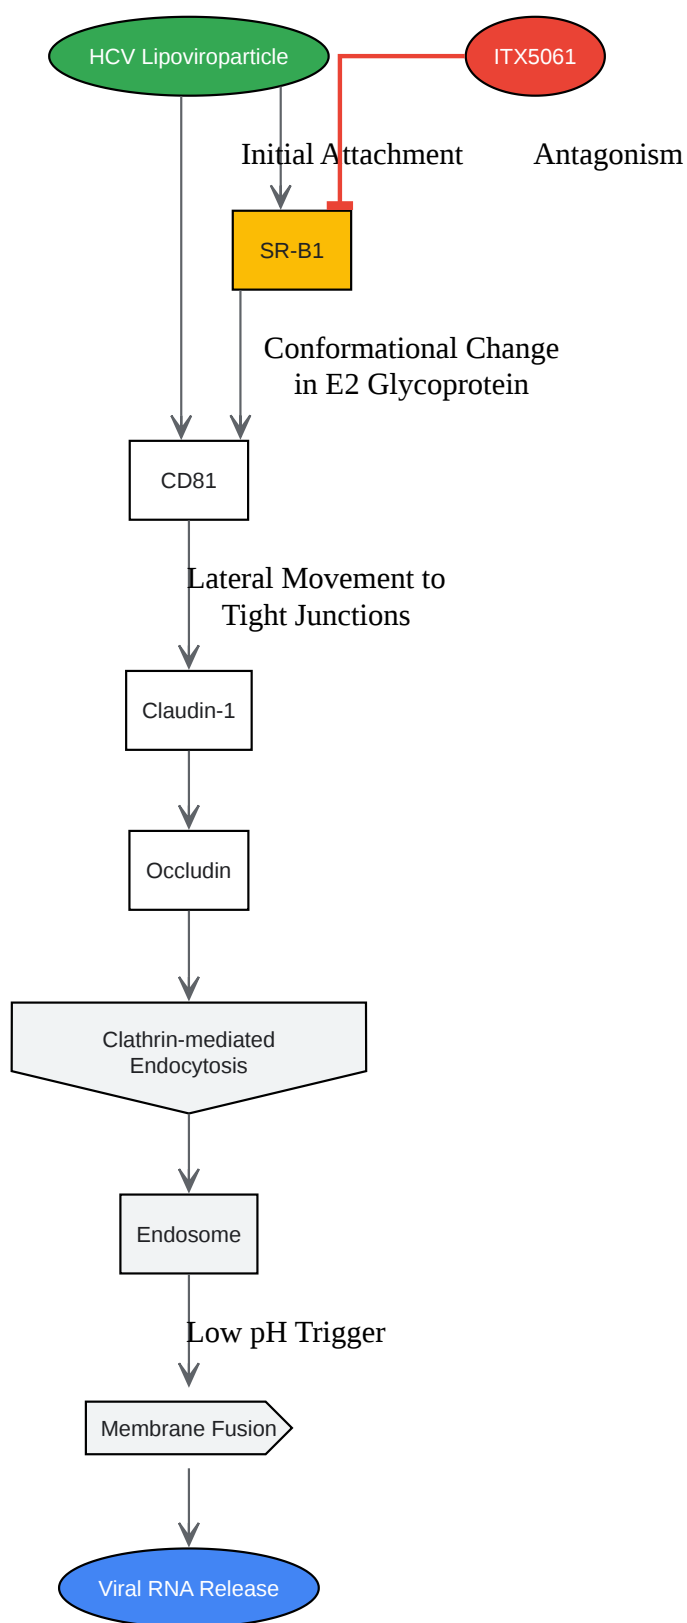 HCV Lipoviroparticle
ITX5061
Initial Attachment
Antagonism
SR-B1
Conformational Change
in E2 Glycoprotein
CD81
Lateral Movement to
Tight Junctions
Claudin-1
Occludin
Clathrin-mediated
Endocytosis
Endosome
Low pH Trigger
Membrane Fusion
Viral RNA Release